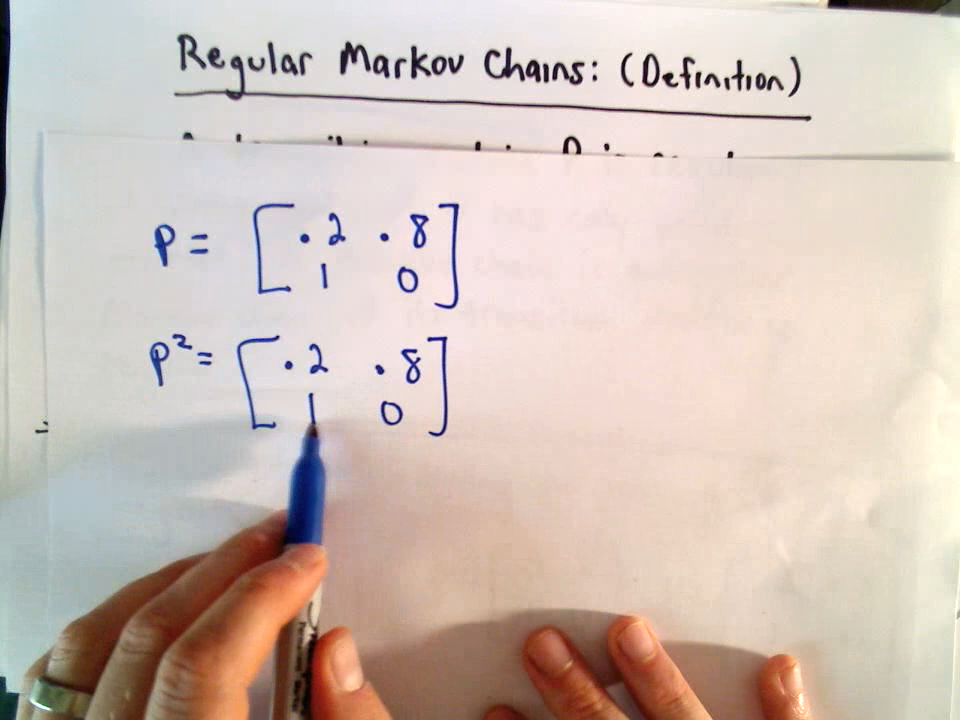 Regular Markov Chains: (Definition)
P = [.2 .8
1 0]
P² = [.2 .8
1 0]